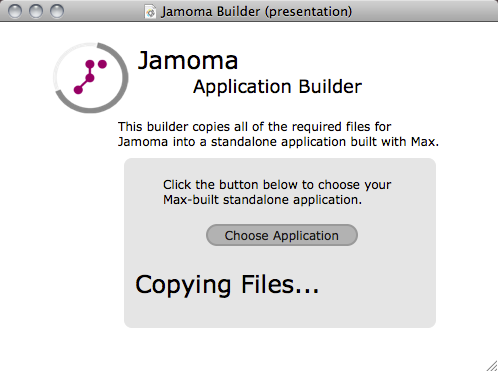 Jamoma Builder (presentation)
Jamoma
Application Builder
This builder copies all of the required files for
Jamoma into a standalone application built with Max.
Click the button below to choose your
Max-built standalone application.
Choose Application
Copying Files...